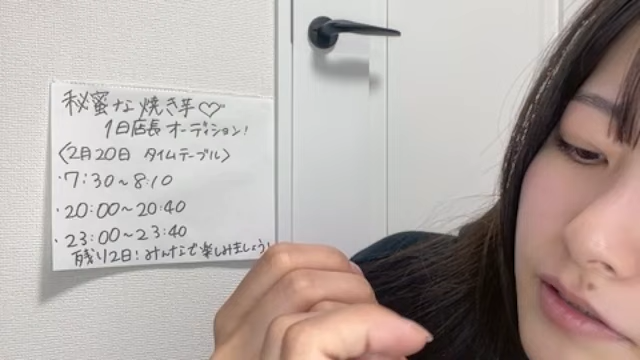 秘蜜な焼き芋♡
1日店長オーディション!
〈2月20日 タイムテーブル〉
・7:30〜8:10
・20:00〜20:40
・23:00〜23:40
残り2日!みんなで楽しみましょう!